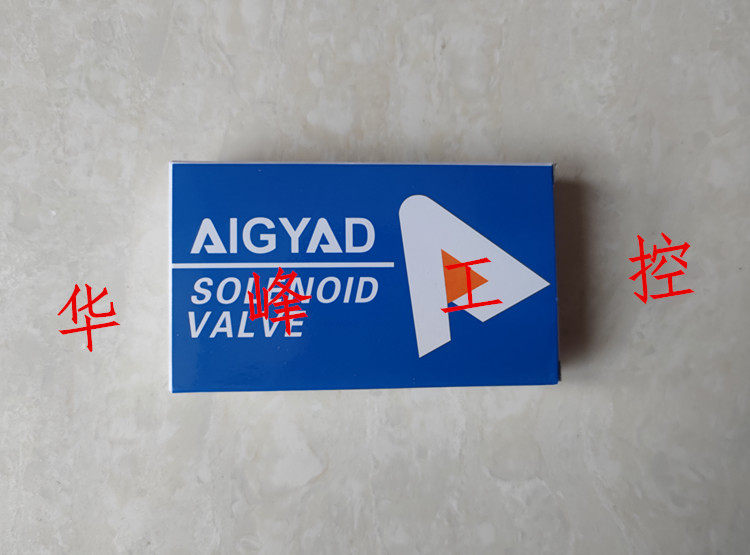 AIGYAD
SOLENOID
VALVE
华峰工控